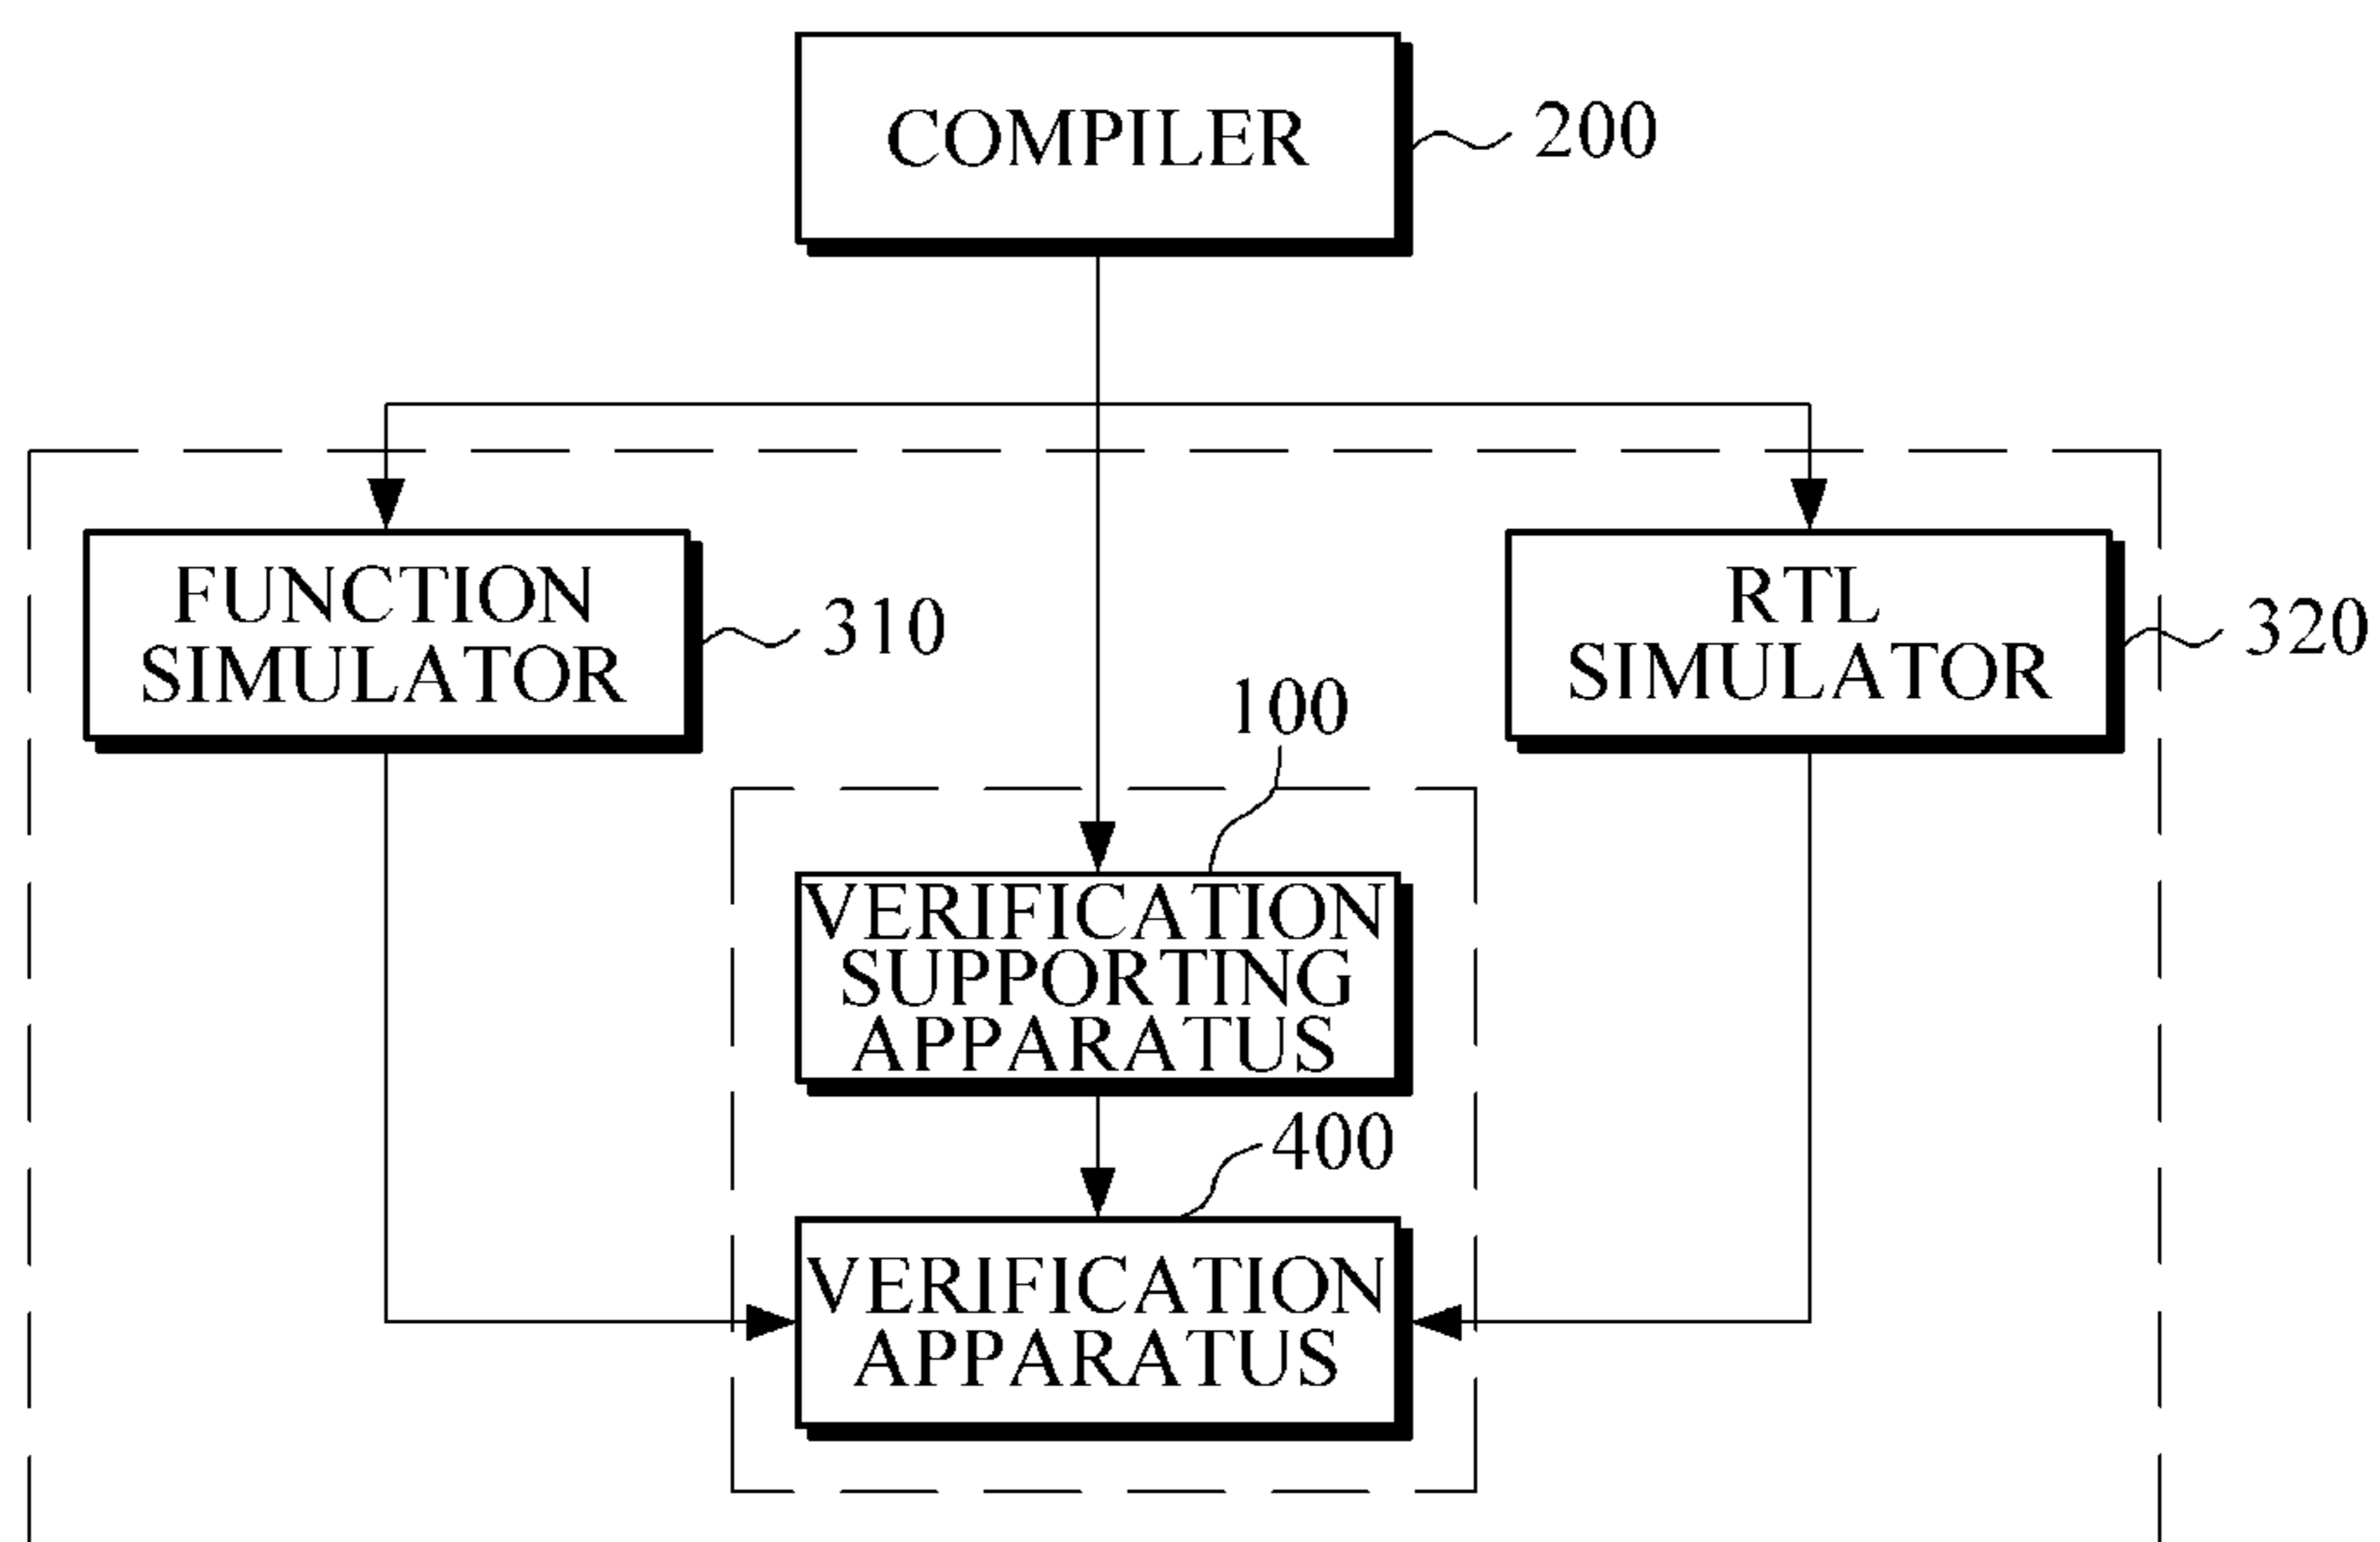 COMPILER
200
FUNCTION
SIMULATOR
310
RTL
SIMULATOR
320
100
VERIFICATION
SUPPORTING
APPARATUS
400
VERIFICATION
APPARATUS